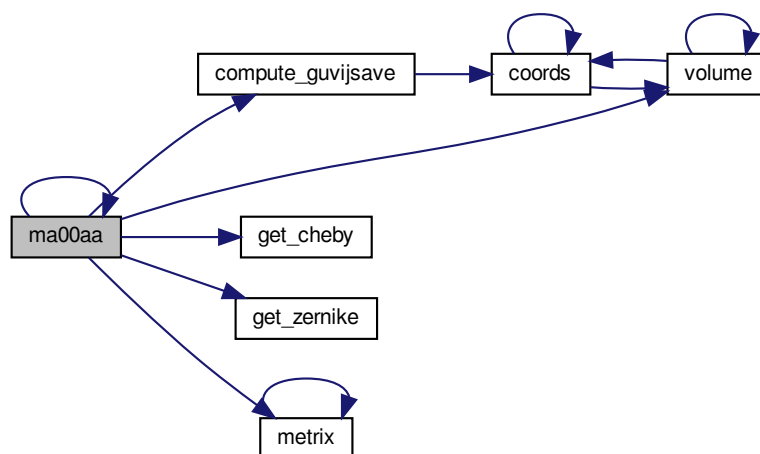 compute_guvijsave
coords
volume
ma00aa
get_cheby
get_zernike
metrix